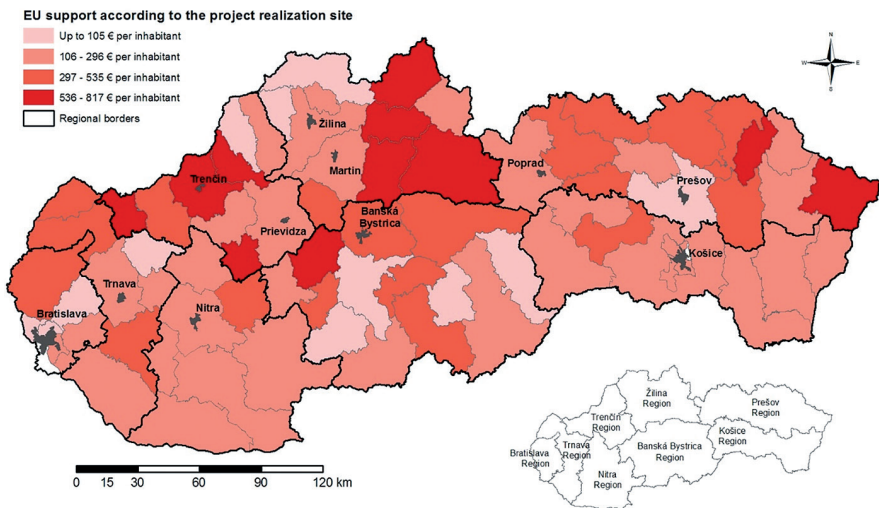 EU support according to the project realization site
Up to 105 € per inhabitant
106 - 296 € per inhabitant
297 - 535 € per inhabitant
536 - 817 € per inhabitant
Regional borders
N
W
E
S
Žilina
Martin
Trenčín
Poprad
Prešov
Prievidza
Banská
Bystrica
Košice
Trnava
Nitra
Bratislava
0 15 30 60 90 120 km
Žilina
Region
Prešov
Region
Trenčín
Region
Košice
Region
Banská Bystrica
Region
Bratislava
Region
Trnava
Region
Nitra
Region